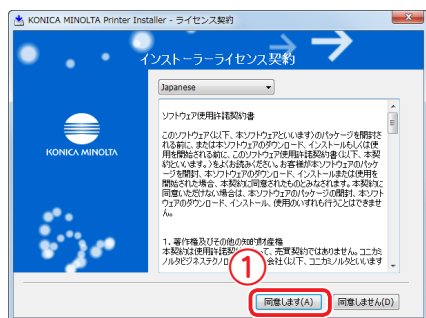 KONICA MINOLTA Printer Installer - ライセンス契約
インストーラーライセンス契約
Japanese
KONICA MINOLTA
ソフトウェア使用許諾契約書
このソフトウェア(以下、本ソフトウェアといいます)のパッケージを開封さ
れる前に、または本ソフトウェアのダウンロード、インストールもしくは使
用を開始される前に、このソフトウェア使用許諾契約書(以下、本契
約といいます。)をよくお読みください。お客様が本ソフトウェアのパッケ
ージを開封、本ソフトウェアのダウンロード、インストールまたは使用を
開始された場合、本契約に同意されたものとみなされます。本契約に
同意いただけない場合は、本ソフトウェアのパッケージの開封、本ソフト
ウェアのダウンロード、インストール、使用のいずれも行うことはできませ
ん。
1. 著作権及びその他の知的財産権
本契約は使用許諾契約 て、売買契約ではありません。コニカミ
ノルタビジネステクノロ 会社(以下、コニカミノルタといいます
1
同意します(A)
同意しません(D)